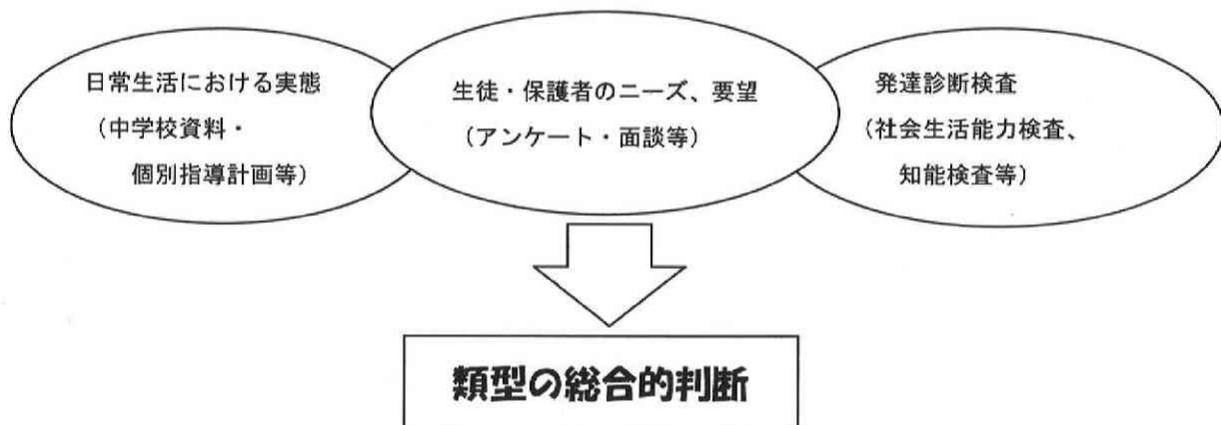 日常生活における実態
（中学校資料・
個別指導計画等）
生徒・保護者のニーズ、要望
（アンケート・面談等）
発達診断検査
（社会生活能力検査、
知能検査等）
類型の総合的判断